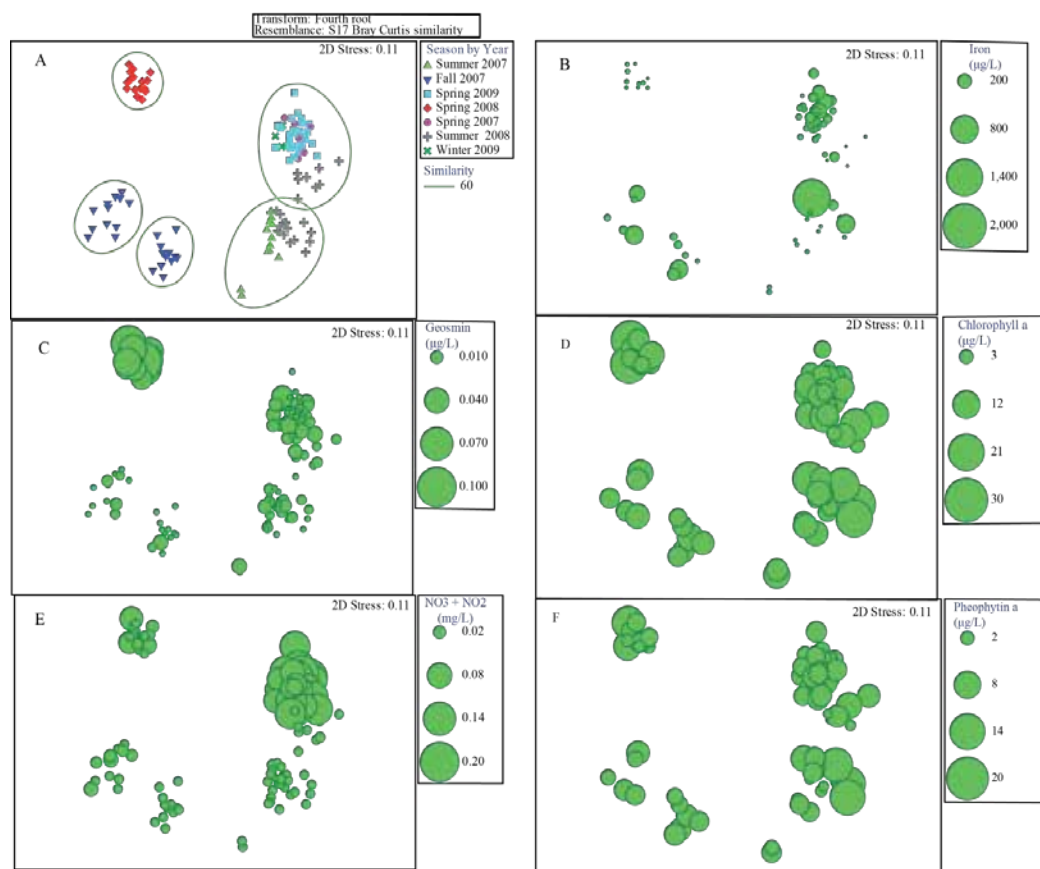 Transform: Fourth root
Resemblance: S17 Bray Curtis similarity
A
2D Stress: 0.11
Season by Year
Summer 2007
Fall 2007
Spring 2009
Spring 2008
Spring 2007
Summer 2008
Winter 2009
Similarity
60
B
2D Stress: 0.11
Iron
(µg/L)
200
800
1,400
2,000
C
2D Stress: 0.11
Geosmin
(µg/L)
0.010
0.040
0.070
0.100
D
2D Stress: 0.11
Chlorophyll a
(µg/L)
3
12
21
30
E
2D Stress: 0.11
NO3 + NO2
(mg/L)
0.02
0.08
0.14
0.20
F
2D Stress: 0.11
Pheophytin a
(µg/L)
2
8
14
20